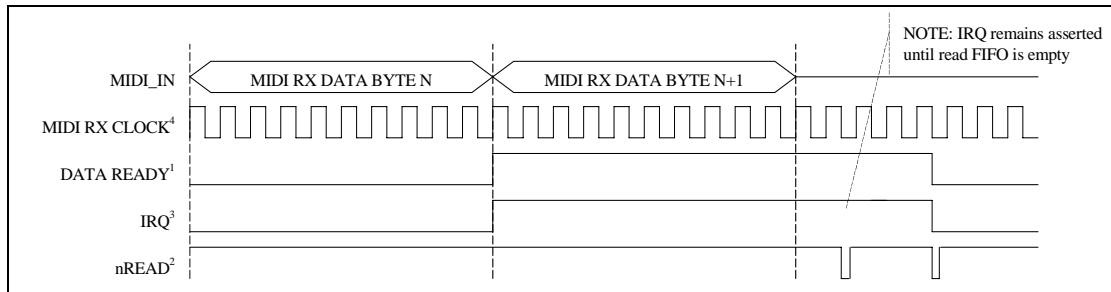 NOTE: IRQ remains asserted
until read FIFO is empty
MIDI_IN
MIDI RX DATA BYTE N
MIDI RX DATA BYTE N+1
MIDI RX CLOCK⁴
DATA READY¹
IRQ³
nREAD²